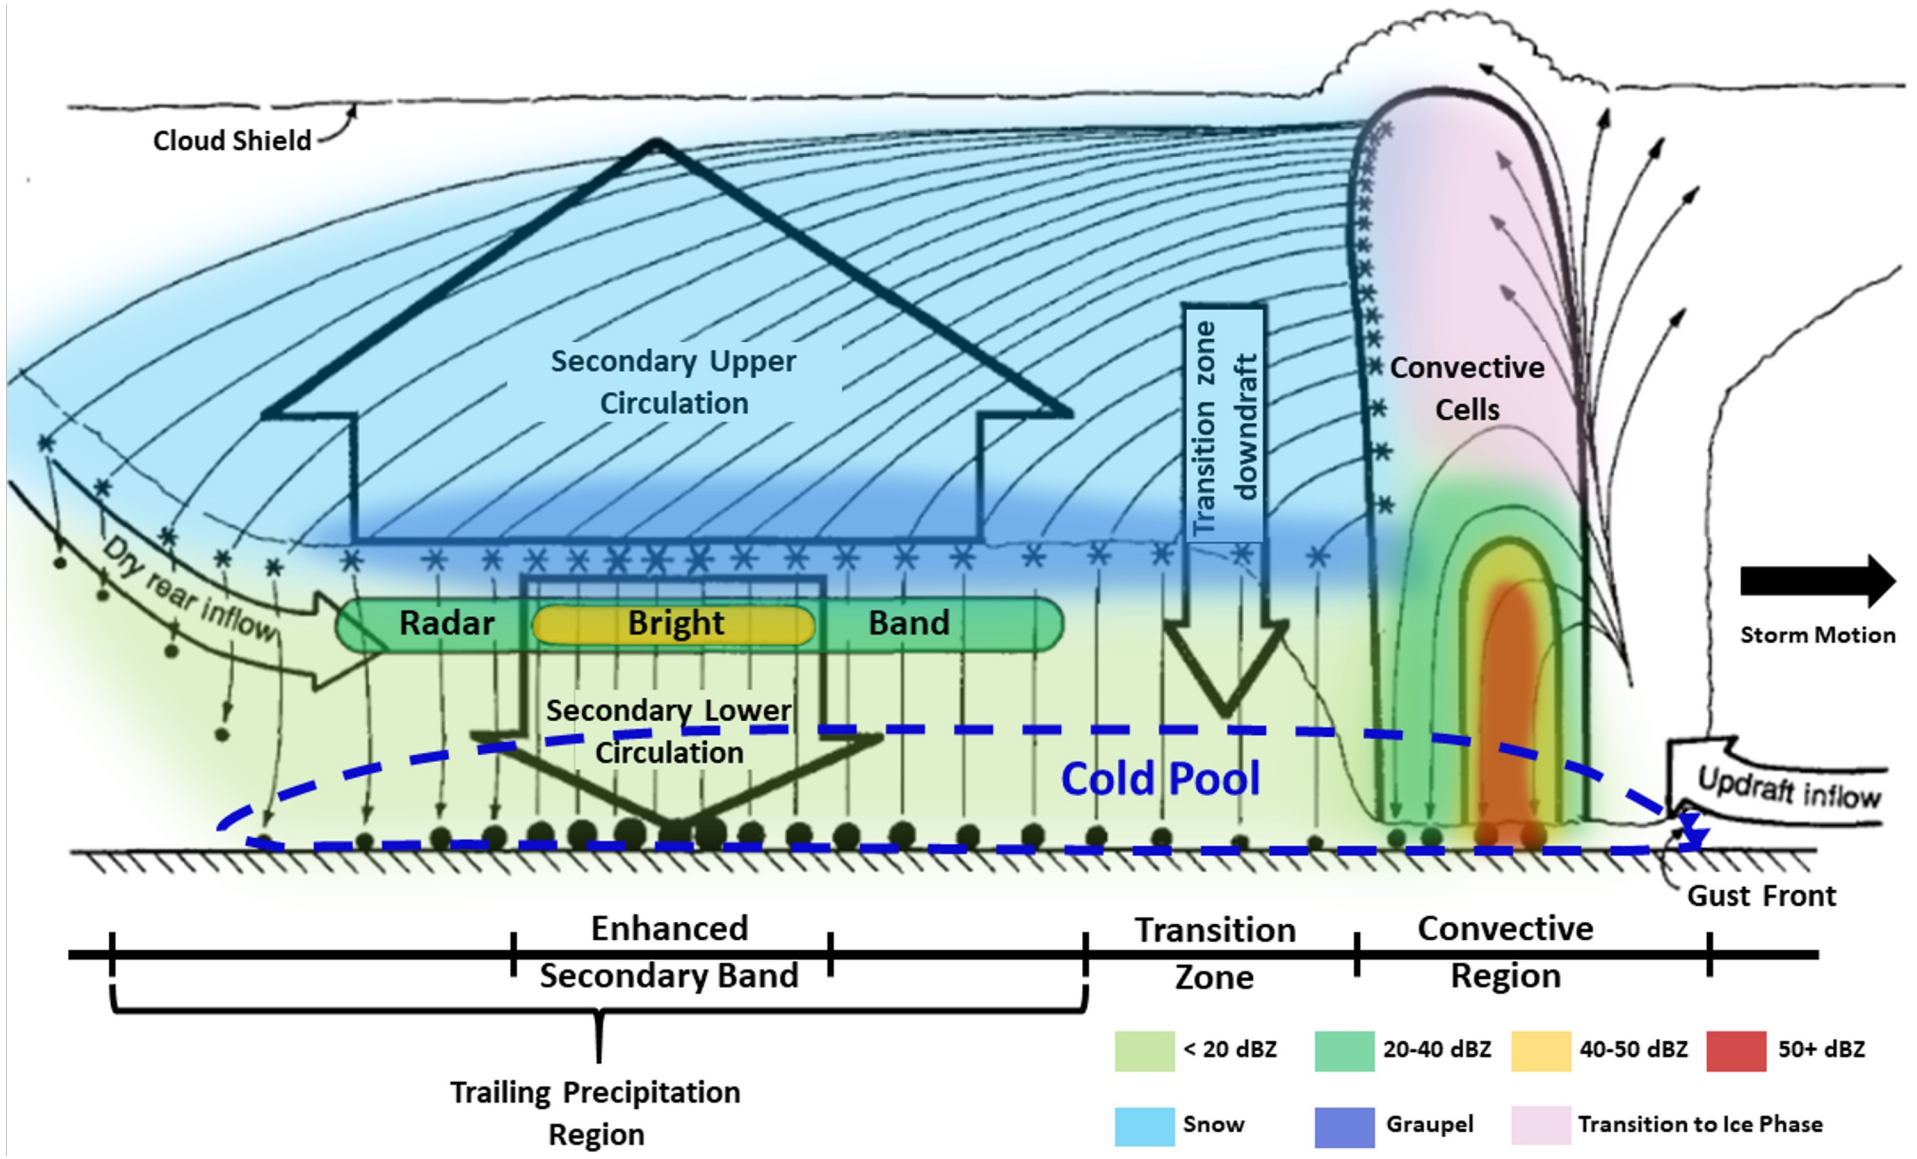 Cloud Shield
Secondary Upper
Circulation
Transition zone
downdraft
Convective
Cells
Dry rear inflow
Radar Bright Band
Storm Motion
Secondary Lower
Circulation
Cold Pool
Updraft inflow
Gust Front
Enhanced
Secondary Band
Transition
Zone
Convective
Region
Trailing Precipitation
Region
< 20 dBZ
20-40 dBZ
40-50 dBZ
50+ dBZ
Snow
Graupel
Transition to Ice Phase